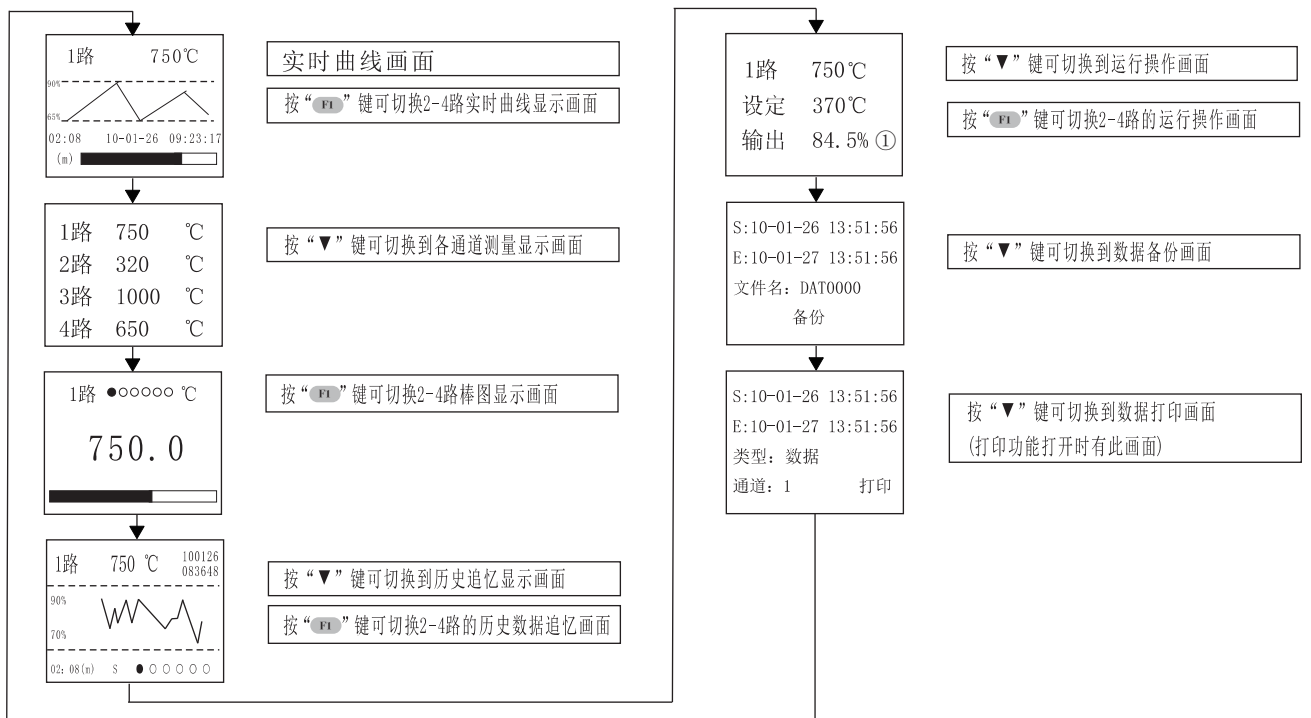 1路 750℃
90%
65%
02:08 10-01-26 09:23:17
(m)
实时曲线画面
按“F1”键可切换2-4路实时曲线显示画面
1路 750 ℃
2路 320 ℃
3路 1000 ℃
4路 650 ℃
按“▼”键可切换到各通道测量显示画面
1路 ●○○○○○ ℃
750.0
按“F1”键可切换2-4路棒图显示画面
1路 750 ℃ 100126
083648
90%
70%
02: 08(m) S ●○○○○○
按“▼”键可切换到历史追忆显示画面
按“F1”键可切换2-4路的历史数据追忆画面
1路 750℃
设定 370℃
输出 84.5% ①
按“▼”键可切换到运行操作画面
按“F1”键可切换2-4路的运行操作画面
S:10-01-26 13:51:56
E:10-01-27 13:51:56
文件名: DAT0000
备份
按“▼”键可切换到数据备份画面
S:10-01-26 13:51:56
E:10-01-27 13:51:56
类型: 数据
通道: 1 打印
按“▼”键可切换到数据打印画面
(打印功能打开时有此画面)